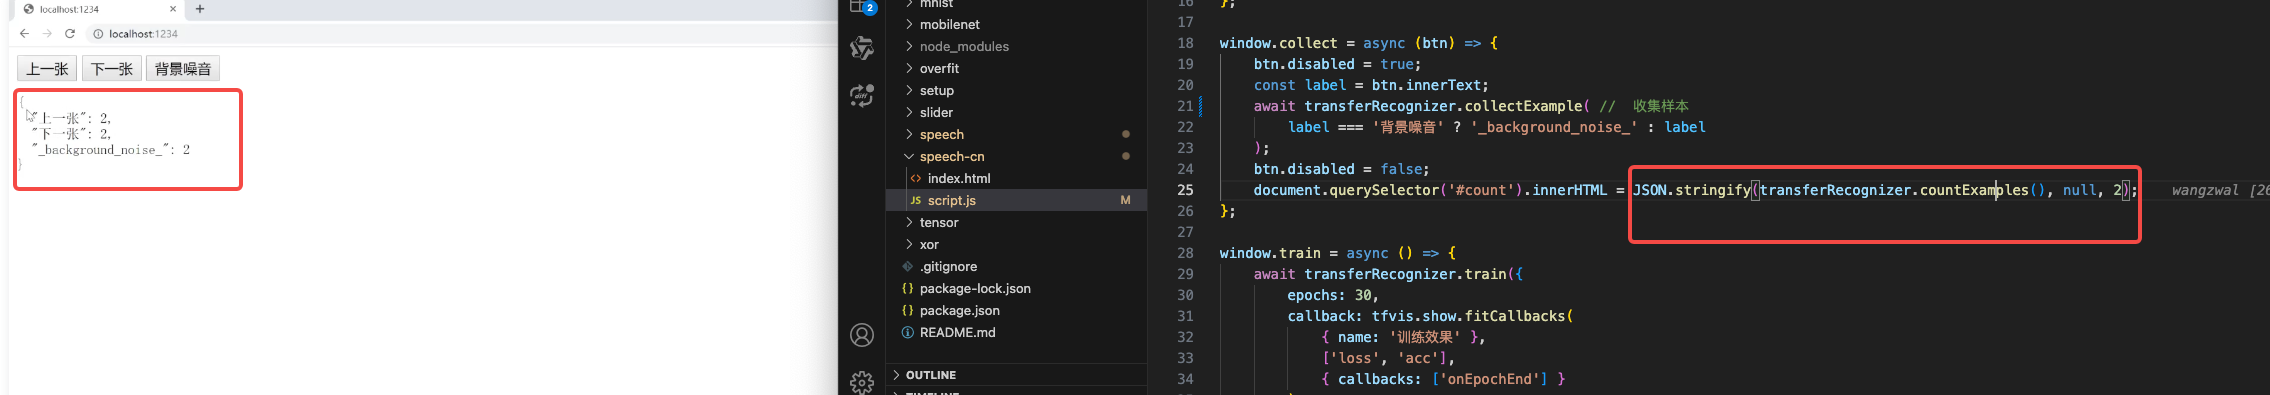 localhost:1234
localhost:1234
上一张 下一张 背景噪音
{
"上一张": 2,
"下一张": 2,
"_background_noise_": 2
}
2
mnist
mobilenet
node_modules
overfit
setup
slider
speech
speech-cn
<> index.html
JS script.js M
tensor
xor
.gitignore
{} package-lock.json
{} package.json
README.md
OUTLINE
TIMELINE
16 };
17
18 window.collect = async (btn) => {
19 btn.disabled = true;
20 const label = btn.innerText;
21 await transferRecognizer.collectExample( // 收集样本
22 label === '背景噪音' ? '_background_noise_' : label
23 );
24 btn.disabled = false;
25 document.querySelector('#count').innerHTML = JSON.stringify(transferRecognizer.countExamples(), null, 2); wangzwal [26
26 };
27
28 window.train = async () => {
29 await transferRecognizer.train({
30 epochs: 30,
31 callback: tfvis.show.fitCallbacks(
32 { name: '训练效果' },
33 ['loss', 'acc'],
34 { callbacks: ['onEpochEnd'] }